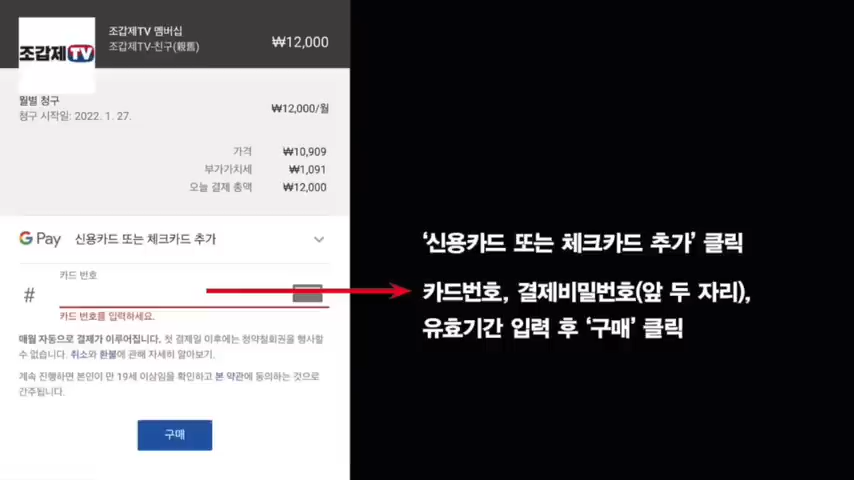 조갑제TV
조갑제TV 멤버십
조갑제TV-친구(親舊)
₩12,000
월별 청구
₩12,000/월
청구 시작일: 2022. 1. 27.
가격 ₩10,909
부가가치세 ₩1,091
오늘 결제 총액 ₩12,000
G Pay 신용카드 또는 체크카드 추가
카드 번호
#
카드 번호를 입력하세요.
매월 자동으로 결제가 이루어집니다. 첫 결제일 이후에는 청약철회권을 행사할
수 없습니다. 취소와 환불에 관해 자세히 알아보기.
계속 진행하면 본인이 만 19세 이상임을 확인하고 본 약관에 동의하는 것으로
간주됩니다.
구매
‘신용카드 또는 체크카드 추가’ 클릭
카드번호, 결제비밀번호(앞 두 자리),
유효기간 입력 후 ‘구매’ 클릭